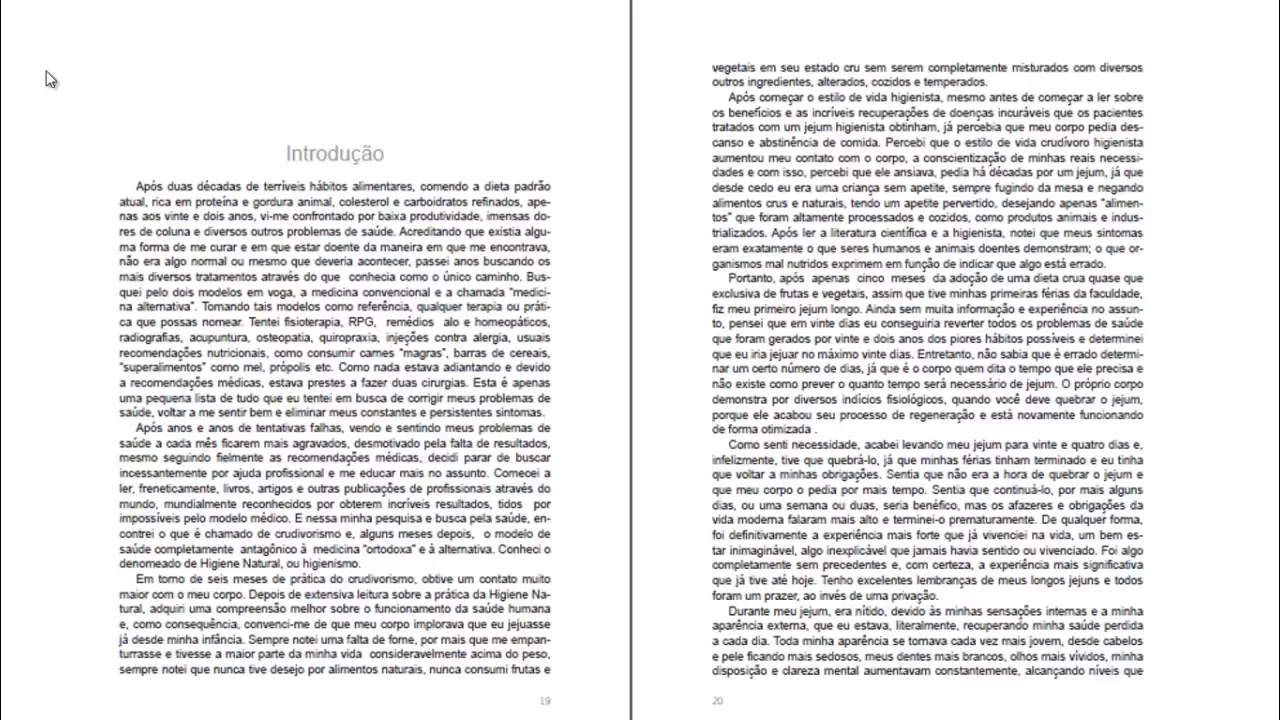 Introdução
Após duas décadas de terríveis hábitos alimentares, comendo a dieta padrão
atual, rica em proteína e gordura animal, colesterol e carboidratos refinados, ape-
nas aos vinte e dois anos, vi-me confrontado por baixa produtividade, imensas do-
res de coluna e diversos outros problemas de saúde. Acreditando que existia algu-
ma forma de me curar e em que estar doente da maneira em que me encontrava,
não era algo normal ou mesmo que deveria acontecer, passei anos buscando os
mais diversos tratamentos através do que conhecia como o único caminho. Bus-
quei pelo dois modelos em voga, a medicina convencional e a chamada "medici-
na alternativa". Tomando tais modelos como referência, qualquer terapia ou práti-
ca que possas nomear. Tentei fisioterapia, RPG, remédios alo e homeopáticos,
radiografias, acupuntura, osteopatia, quiropraxia, injeções contra alergia, usuais
recomendações nutricionais, como consumir carnes "magras", barras de cereais,
"superalimentos" como mel, própolis etc. Como nada estava adiantando e devido
a recomendações médicas, estava prestes a fazer duas cirurgias. Esta é apenas
uma pequena lista de tudo que eu tentei em busca de corrigir meus problemas de
saúde, voltar a me sentir bem e eliminar meus constantes e persistentes sintomas.
Após anos e anos de tentativas falhas, vendo e sentindo meus problemas de
saúde a cada mês ficarem mais agravados, desmotivado pela falta de resultados,
mesmo seguindo fielmente as recomendações médicas, decidi parar de buscar
incessantemente por ajuda profissional e me educar mais no assunto. Comecei a
ler, freneticamente, livros, artigos e outras publicações de profissionais através do
mundo, mundialmente reconhecidos por obterem incríveis resultados, tidos por
impossíveis pelo modelo médico. E nessa minha pesquisa e busca pela saúde, en-
contrei o que é chamado de crudivorismo e, alguns meses depois, o modelo de
saúde completamente antagônico à medicina "ortodoxa" e à alternativa. Conheci o
denomeado de Higiene Natural, ou higienismo.
Em torno de seis meses de prática do crudivorismo, obtive um contato muito
maior com o meu corpo. Depois de extensiva leitura sobre a prática da Higiene Na-
tural, adquiri uma compreensão melhor sobre o funcionamento da saúde humana
e, como consequência, convenci-me de que meu corpo implorava que eu jejuasse
já desde minha infância. Sempre notei uma falta de fome, por mais que me empan-
turrasse e tivesse a maior parte da minha vida consideravelmente acima do peso,
sempre notei que nunca tive desejo por alimentos naturais, nunca consumi frutas e
19
vegetais em seu estado cru sem serem completamente misturados com diversos
outros ingredientes, alterados, cozidos e temperados.
Após começar o estilo de vida higienista, mesmo antes de começar a ler sobre
os benefícios e as incríveis recuperações de doenças incuráveis que os pacientes
tratados com um jejum higienista obtinham, já percebia que meu corpo pedia des-
canso e abstinência de comida. Percebi que o estilo de vida crudívoro higienista
aumentou meu contato com o corpo, a conscientização de minhas reais necessi-
dades e com isso, percebi que ele ansiava, pedia há décadas por um jejum, já que
desde cedo eu era uma criança sem apetite, sempre fugindo da mesa e negando
alimentos crus e naturais, tendo um apetite pervertido, desejando apenas "alimen-
tos" que foram altamente processados e cozidos, como produtos animais e indus-
trializados. Após ler a literatura científica e a higienista, notei que meus sintomas
eram exatamente o que seres humanos e animais doentes demonstram; o que or-
ganismos mal nutridos exprimem em função de indicar que algo está errado.
Portanto, após apenas cinco meses da adoção de uma dieta crua quase que
exclusiva de frutas e vegetais, assim que tive minhas primeiras férias da faculdade,
fiz meu primeiro jejum longo. Ainda sem muita informação e experiência no assun-
to, pensei que em vinte dias eu conseguiria reverter todos os problemas de saúde
que foram gerados por vinte e dois anos dos piores hábitos possíveis e determinei
que eu iria jejuar no máximo vinte dias. Entretanto, não sabia que é errado determi-
nar um certo número de dias, já que é o corpo quem dita o tempo que ele precisa e
não existe como prever o quanto tempo será necessário de jejum. O próprio corpo
demonstra por diversos indícios fisiológicos, quando você deve quebrar o jejum,
porque ele acabou seu processo de regeneração e está novamente funcionando
de forma otimizada .
Como senti necessidade, acabei levando meu jejum para vinte e quatro dias e,
infelizmente, tive que quebrá-lo, já que minhas férias tinham terminado e eu tinha
que voltar a minhas obrigações. Sentia que não era a hora de quebrar o jejum e
que meu corpo o pedia por mais tempo. Sentia que continuá-lo, por mais alguns
dias, ou uma semana ou duas, seria benéfico, mas os afazeres e obrigações da
vida moderna falaram mais alto e terminei-o prematuramente. De qualquer forma,
foi definitivamente a experiência mais forte que já vivenciei na vida, um bem es-
tar inimaginável, algo inexplicável que jamais havia sentido ou vivenciado. Foi algo
completamente sem precedentes e, com certeza, a experiência mais significativa
que já tive até hoje. Tenho excelentes lembranças de meus longos jejuns e todos
foram um prazer, ao invés de uma privação.
Durante meu jejum, era nítido, devido às minhas sensações internas e a minha
aparência externa, que eu estava, literalmente, recuperando minha saúde perdida
a cada dia. Toda minha aparência se tornava cada vez mais jovem, desde cabelos
e pele ficando mais sedosos, meus dentes mais brancos, olhos mais vívidos, minha
disposição e clareza mental aumentavam constantemente, alcançando níveis que
20